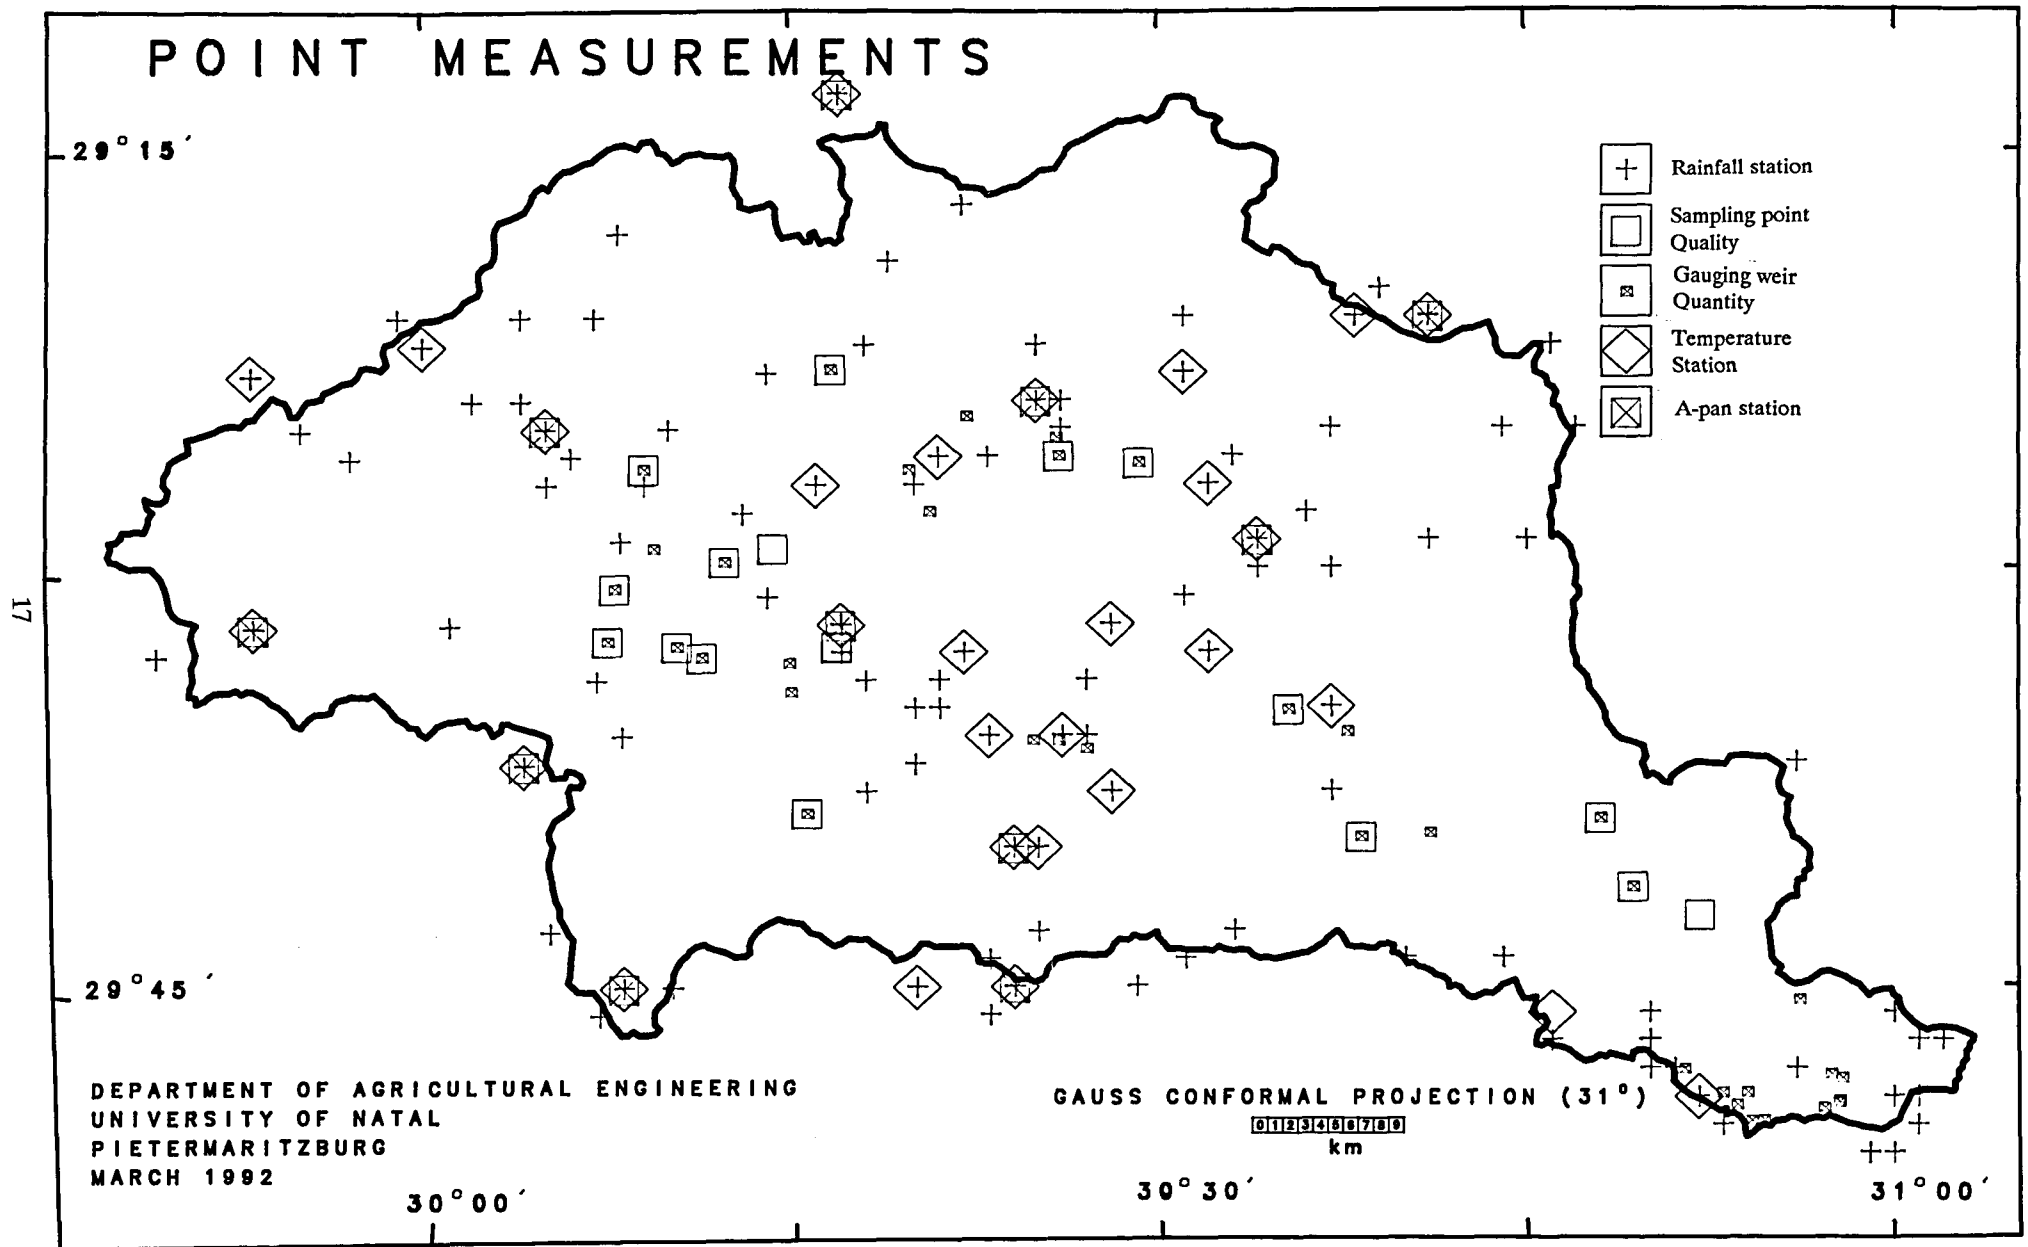 POINT MEASUREMENTS
29°15′
Rainfall station
Sampling point
Quality
Gauging weir
Quantity
Temperature
Station
A-pan station
17
29°45′
DEPARTMENT OF AGRICULTURAL ENGINEERING
UNIVERSITY OF NATAL
PIETERMARITZBURG
MARCH 1992
GAUSS CONFORMAL PROJECTION (31°)
0 1 2 3 4 5 6 7 8 9
km
30°00′
30°30′
31°00′